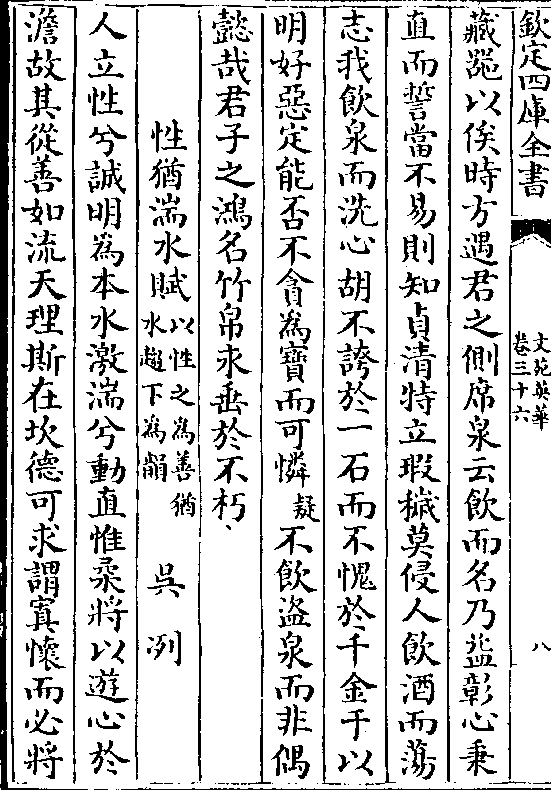 欽定四庫全書
文苑英華
卷三十六
八
藏器以俟時方遇君之側席泉云飲而名乃益彰心秉
直而誓當不易則知貞清特立瑕穢莫侵人飲酒而蕩
志我飲泉而洗心胡不誇於一石而不愧於千金于以
明好惡定能否不貪為寶而可憐疑不飲盜泉而非偶
懿哉君子之鴻名竹帛永垂於不朽
性猶湍水賦以性之為善猶水趨下為韻 吳冽
人立性兮誠明為本水激湍兮動直惟柔將以遊心於
澹故其從善如流天理斯在坎德可求謂寘懷而必將